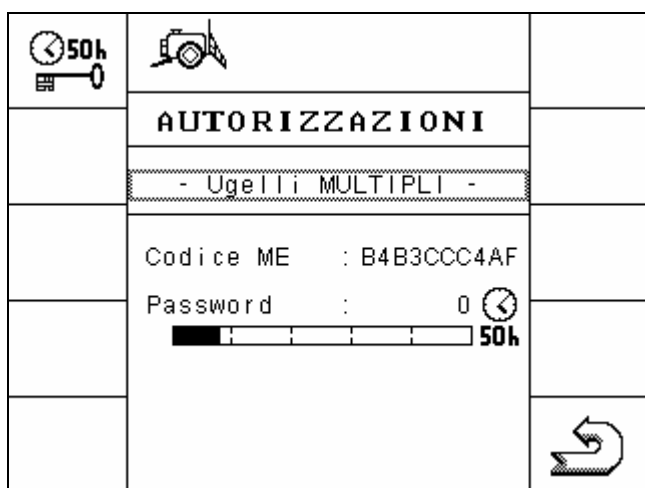 50h
AUTORIZZAZIONI
- Ugelli MULTIPLI -
Codice ME : B4B3CCC4AF
Password : 0
50h